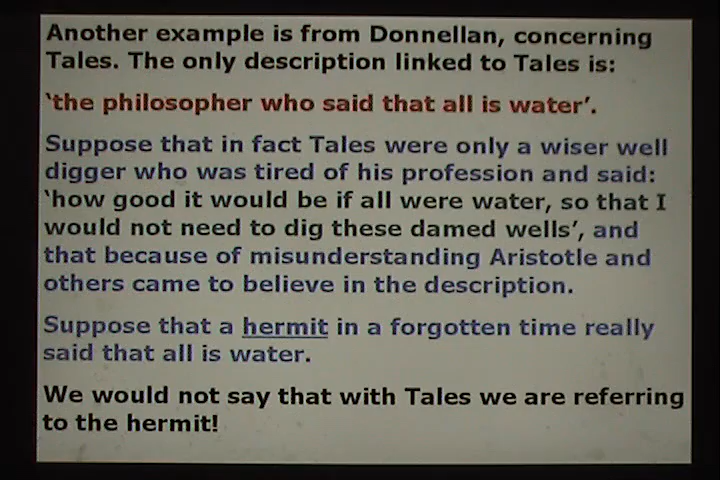 Another example is from Donnellan, concerning
Tales. The only description linked to Tales is:
‘the philosopher who said that all is water’.
Suppose that in fact Tales were only a wiser well
digger who was tired of his profession and said:
‘how good it would be if all were water, so that I
would not need to dig these damed wells’, and
that because of misunderstanding Aristotle and
others came to believe in the description.
Suppose that a hermit in a forgotten time really
said that all is water.
We would not say that with Tales we are referring
to the hermit!